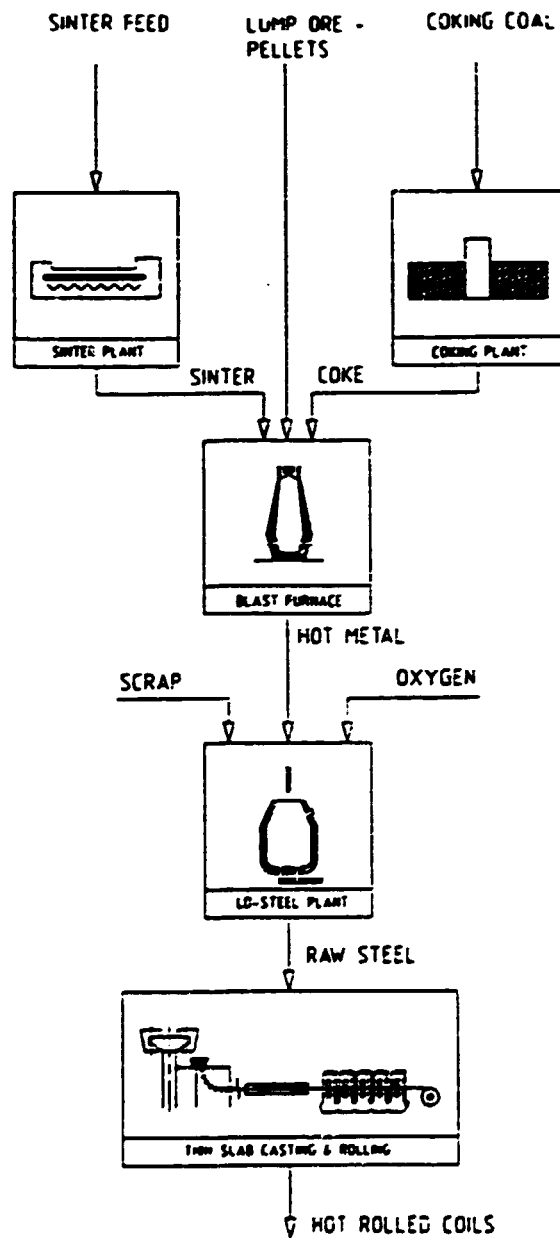 SINTER FEED
LUMP ORE -
PELLETS
COKING COAL
SINTER PLANT
COKING PLANT
SINTER
COKE
BLAST FURNACE
HOT METAL
SCRAP
OXYGEN
LD-STEEL PLANT
RAW STEEL
THIN SLAB CASTING & ROLLING
HOT ROLLED COILS